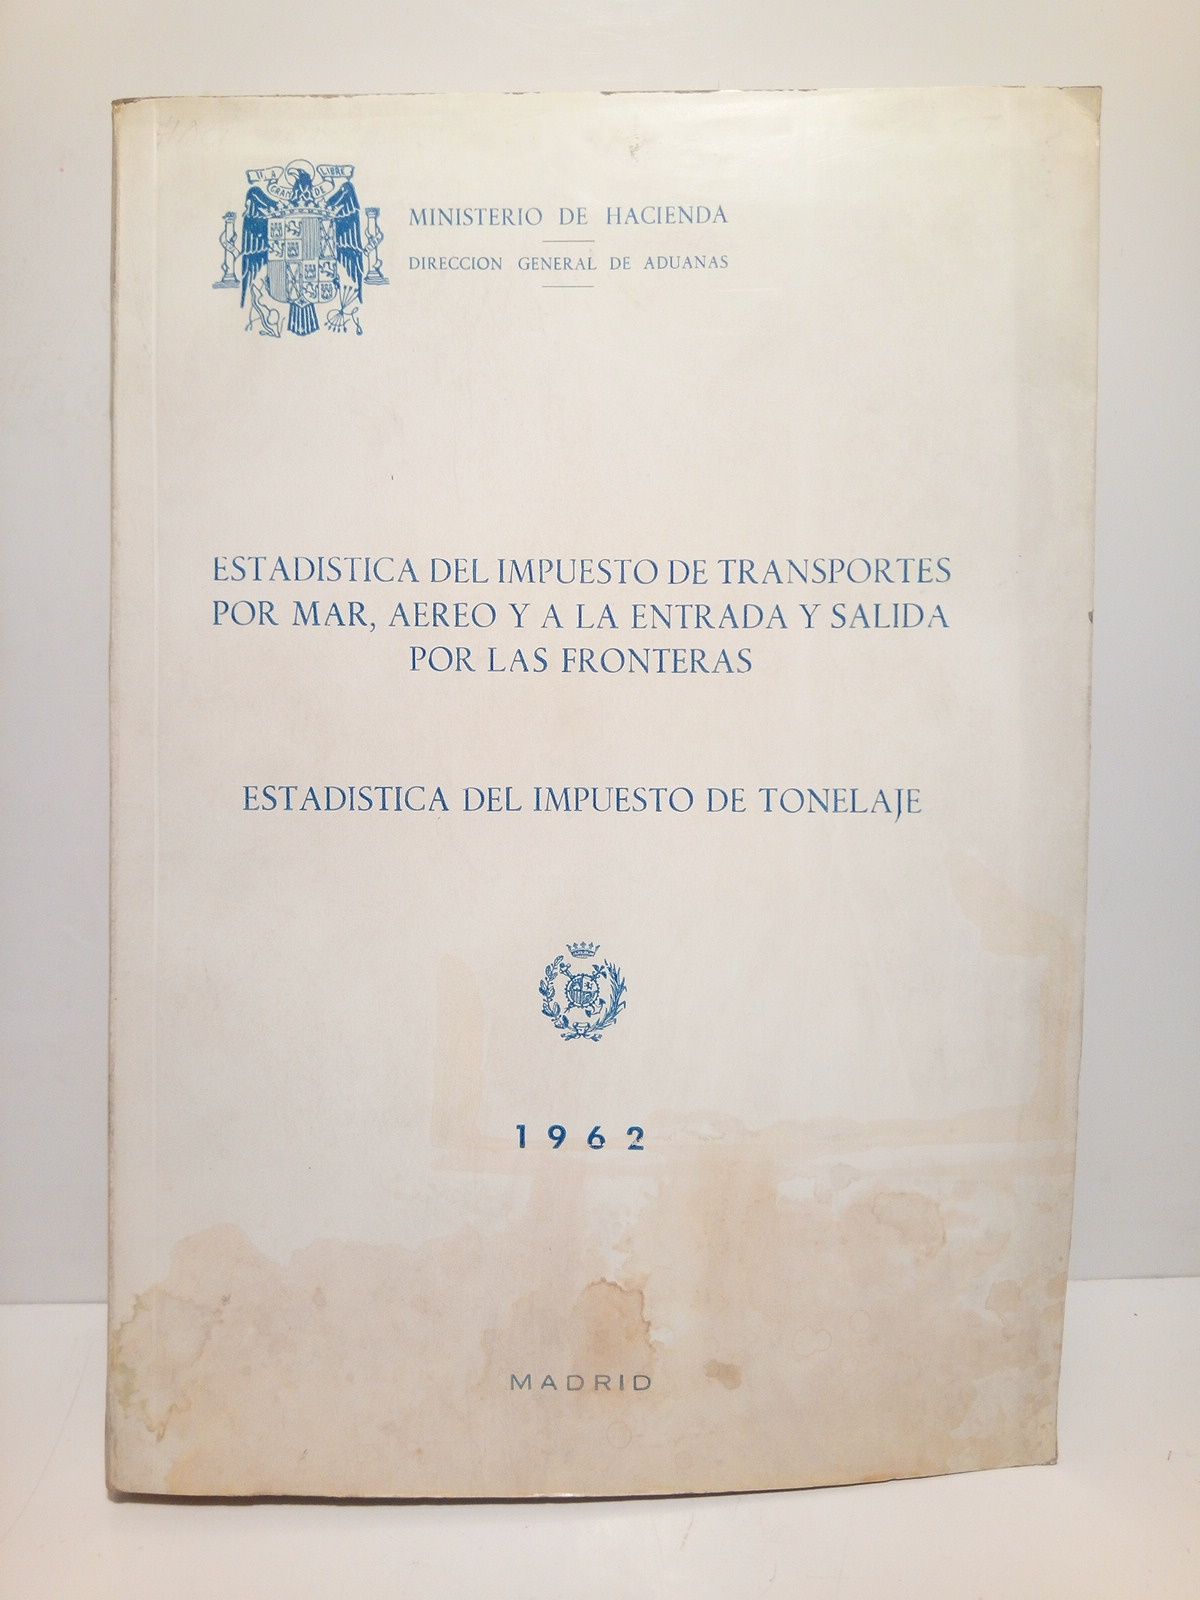 MINISTERIO DE HACIENDA
DIRECCION GENERAL DE ADUANAS
ESTADISTICA DEL IMPUESTO DE TRANSPORTES
POR MAR, AEREO Y A LA ENTRADA Y SALIDA
POR LAS FRONTERAS
ESTADISTICA DEL IMPUESTO DE TONELAJE
1962
MADRID